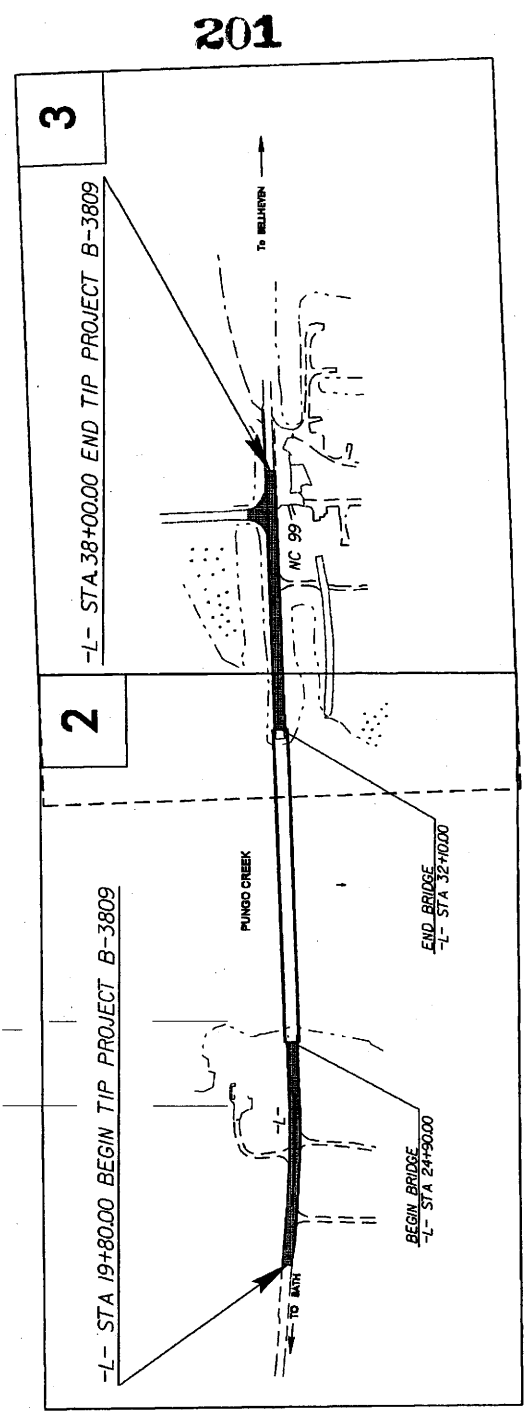 201
3
-L- STA.38+00.00 END TIP PROJECT B-3809
To BELLHEVEN
NC 99
2
-L- STA 19+80.00 BEGIN TIP PROJECT B-3809
PUNGO CREEK
END BRIDGE
-L- STA 32+10.00
-L-
BEGIN BRIDGE
-L- STA 24+90.00
TO BATH